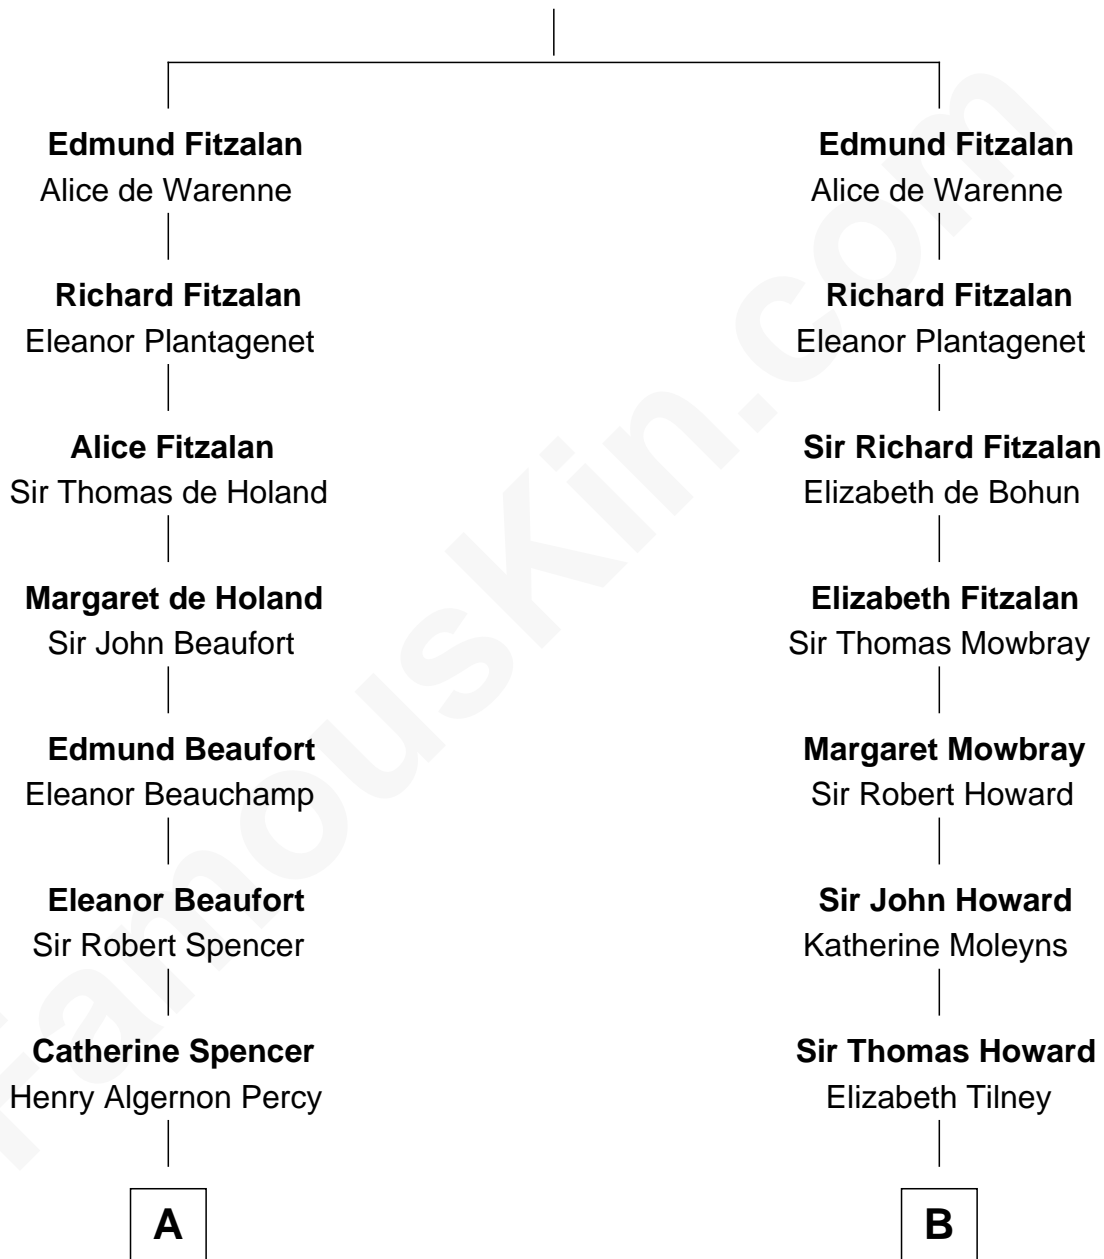 Edmund Fitzalan
Alice de Warenne
Richard Fitzalan
Eleanor Plantagenet
Alice Fitzalan
Sir Thomas de Holand
Margaret de Holand
Sir John Beaufort
Edmund Beaufort
Eleanor Beauchamp
Eleanor Beaufort
Sir Robert Spencer
Catherine Spencer
Henry Algernon Percy
A
Edmund Fitzalan
Alice de Warenne
Richard Fitzalan
Eleanor Plantagenet
Sir Richard Fitzalan
Elizabeth de Bohun
Elizabeth Fitzalan
Sir Thomas Mowbray
Margaret Mowbray
Sir Robert Howard
Sir John Howard
Katherine Moleyns
Sir Thomas Howard
Elizabeth Tilney
B
FamousKin.com